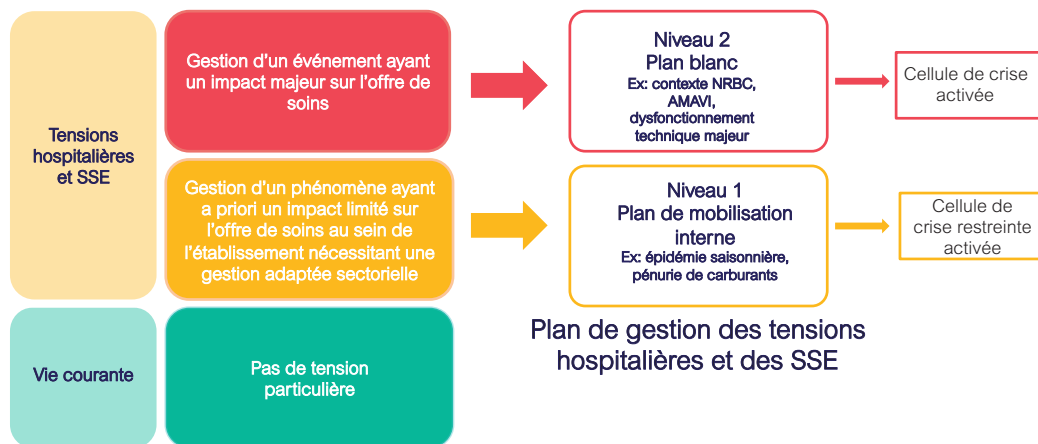 Tensions
hospitalières
et SSE
Gestion d'un événement ayant
un impact majeur sur l'offre de
soins
Niveau 2
Plan blanc
Ex: contexte NRBC,
AMAVI,
dysfonctionnement
technique majeur
Cellule de crise
activée
Gestion d'un phénomène ayant
a priori un impact limité sur
l'offre de soins au sein de
l'établissement nécessitant une
gestion adaptée sectorielle
Niveau 1
Plan de mobilisation
interne
Ex: épidémie saisonnière,
pénurie de carburants
Cellule de
crise restreinte
activée
Vie courante
Pas de tension
particulière
Plan de gestion des tensions
hospitalières et des SSE